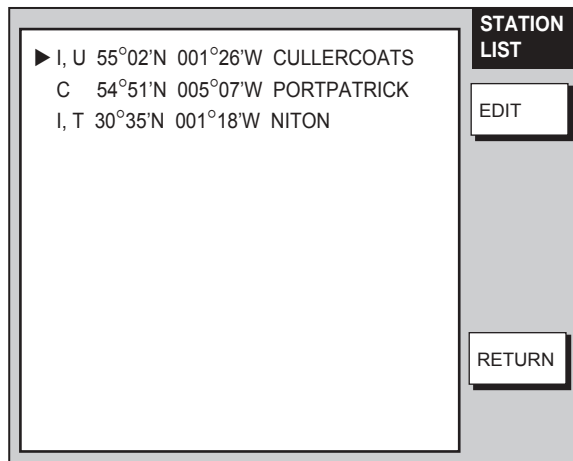 STATION
LIST
▶ I, U 55°02'N 001°26'W CULLERCOATS
C 54°51'N 005°07'W PORTPATRICK
I, T 30°35'N 001°18'W NITON
EDIT
RETURN